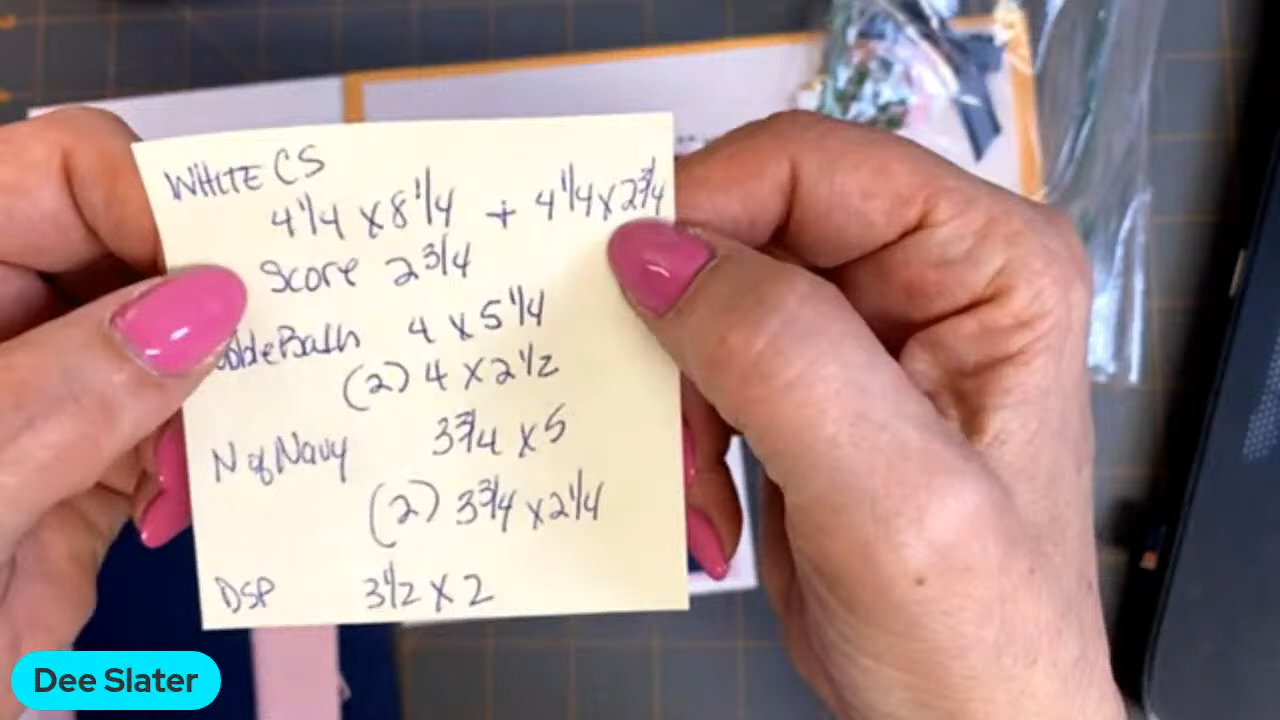 WHITE CS
4 1/4 x 8 1/4 + 4 1/4 x 2 3/4
Score 2 3/4
4 x 5 1/4
(2) 4 x 2 1/2
N of Navy 3 3/4 x 5
(2) 3 3/4 x 2 1/4
DSP 3 1/2 x 2
Dee Slater